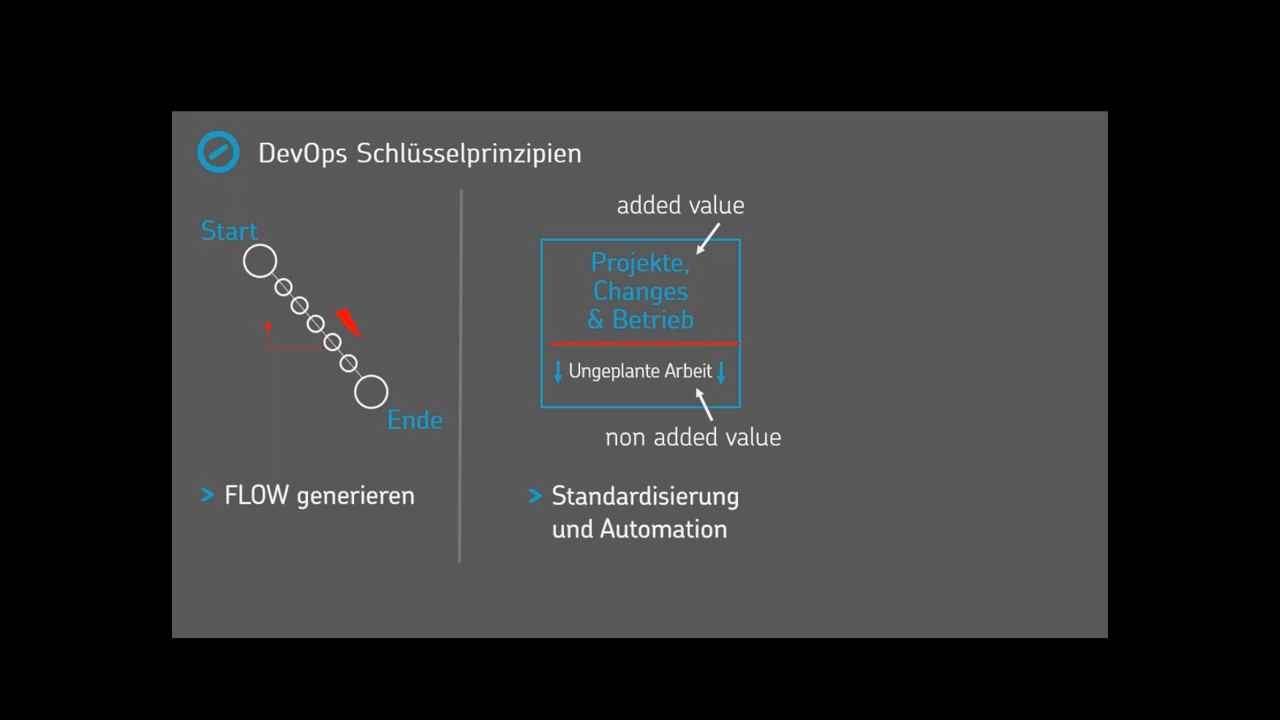 DevOps Schlüsselprinzipien
Start
Ende
> FLOW generieren
added value
Projekte,
Changes
& Betrieb
Ungeplante Arbeit
non added value
> Standardisierung
und Automation